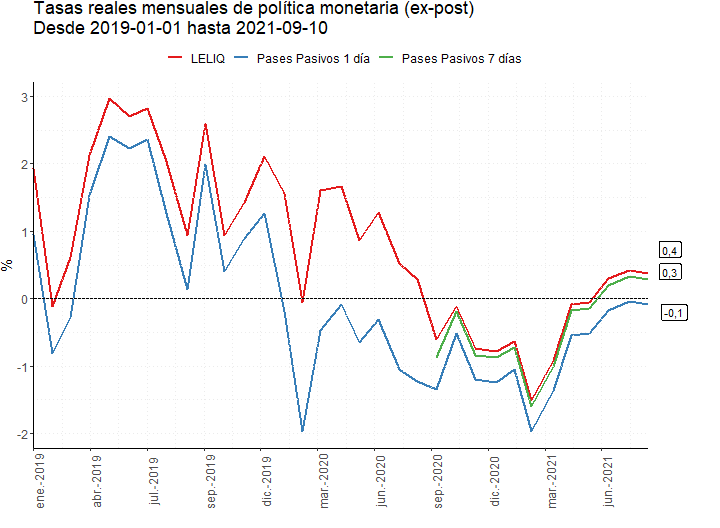 Tasas reales mensuales de política monetaria (ex-post)
Desde 2019-01-01 hasta 2021-09-10
LELIQ Pases Pasivos 1 día Pases Pasivos 7 días
%
3
2
1
0
-1
-2
0,4
0,3
-0,1
ene.-2019
abr.-2019
jul.-2019
sep.-2019
dic.-2019
mar.-2020
jun.-2020
sep.-2020
dic.-2020
mar.-2021
jun.-2021